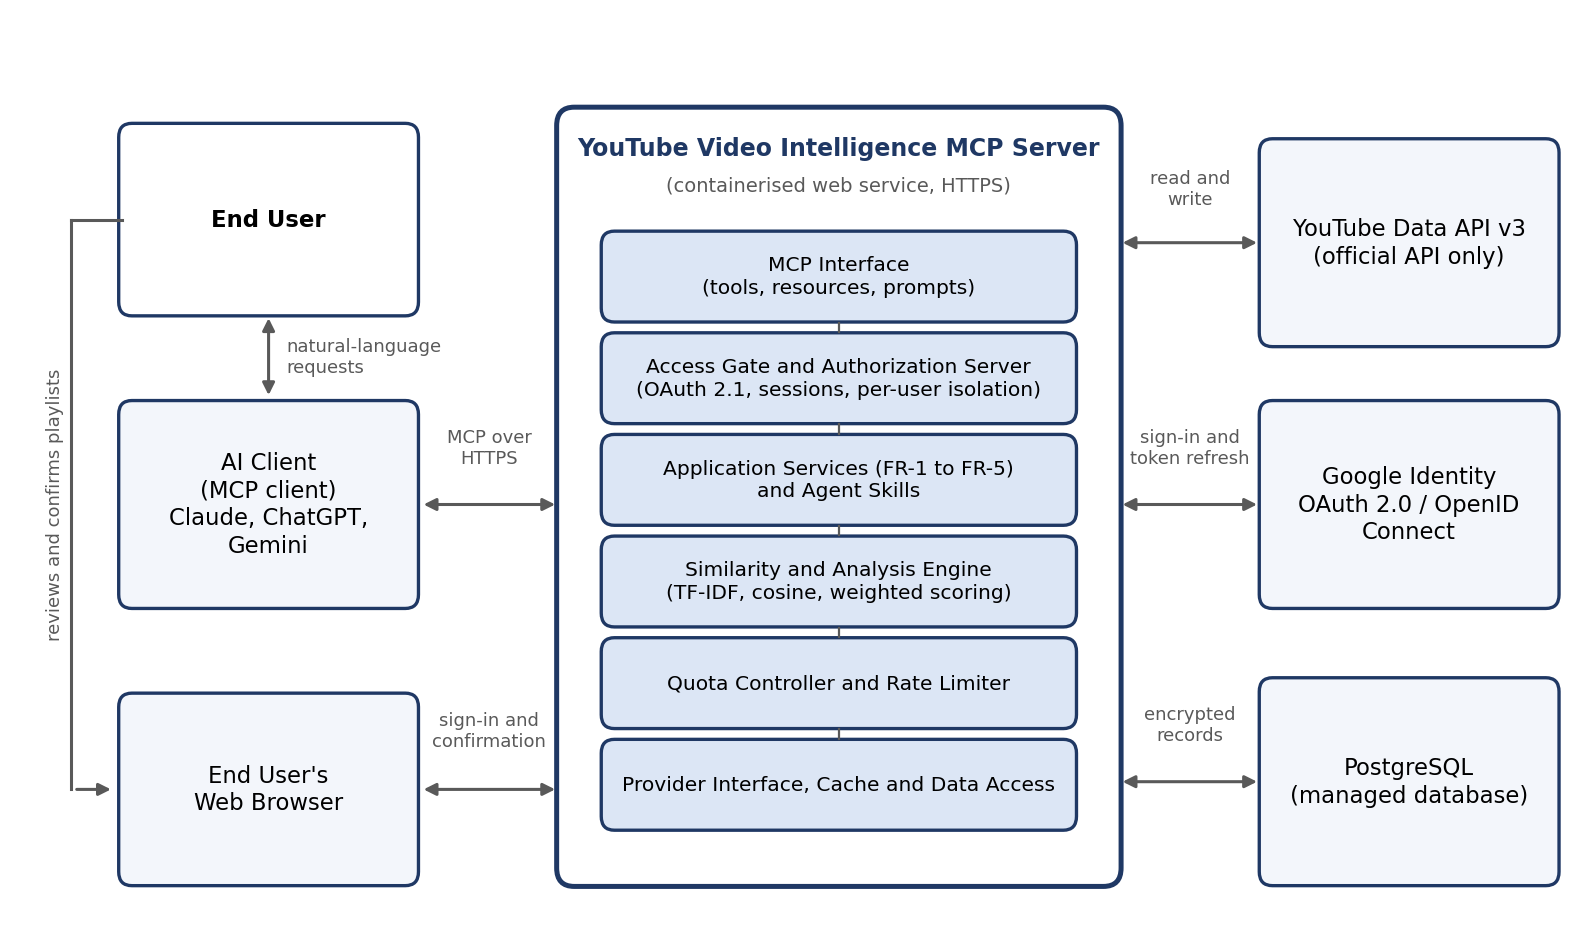 End User
natural-language
requests
reviews and confirms playlists
AI Client
(MCP client)
Claude, ChatGPT,
Gemini
MCP over
HTTPS
End User's
Web Browser
sign-in and
confirmation
YouTube Video Intelligence MCP Server
(containerised web service, HTTPS)
MCP Interface
(tools, resources, prompts)
Access Gate and Authorization Server
(OAuth 2.1, sessions, per-user isolation)
Application Services (FR-1 to FR-5)
and Agent Skills
Similarity and Analysis Engine
(TF-IDF, cosine, weighted scoring)
Quota Controller and Rate Limiter
Provider Interface, Cache and Data Access
read and
write
YouTube Data API v3
(official API only)
sign-in and
token refresh
Google Identity
OAuth 2.0 / OpenID
Connect
encrypted
records
PostgreSQL
(managed database)